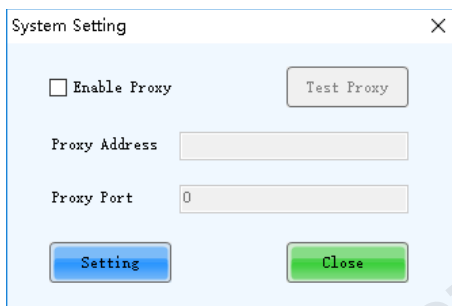 System Setting
Enable Proxy
Test Proxy
Proxy Address
Proxy Port
0
Setting
Close